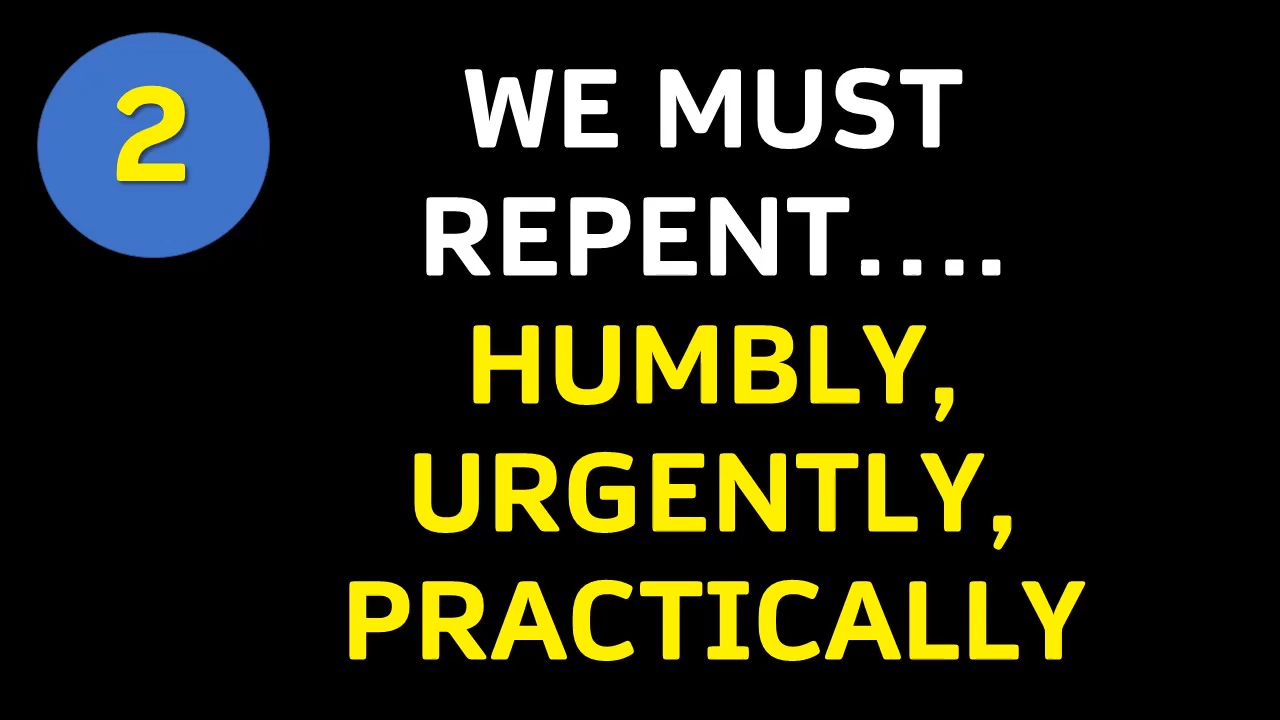 2
WE MUST
REPENT....
HUMBLY,
URGENTLY,
PRACTICALLY